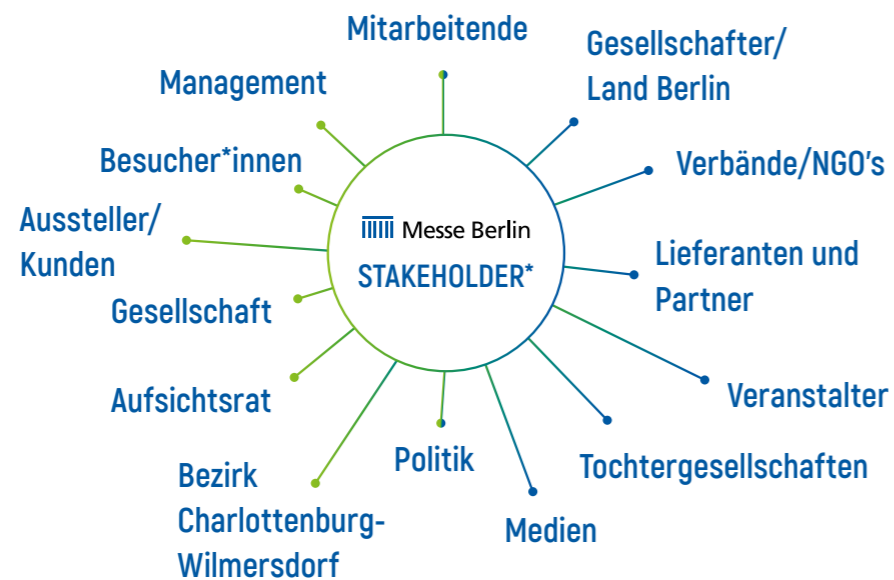 Mitarbeitende
Gesellschafter/
Land Berlin
Management
Verbände/NGO's
Besucher*innen
Aussteller/
Kunden
Messe Berlin
STAKEHOLDER*
Lieferanten und
Partner
Gesellschaft
Aufsichtsrat
Veranstalter
Politik
Tochtergesellschaften
Bezirk
Charlottenburg-
Wilmersdorf
Medien